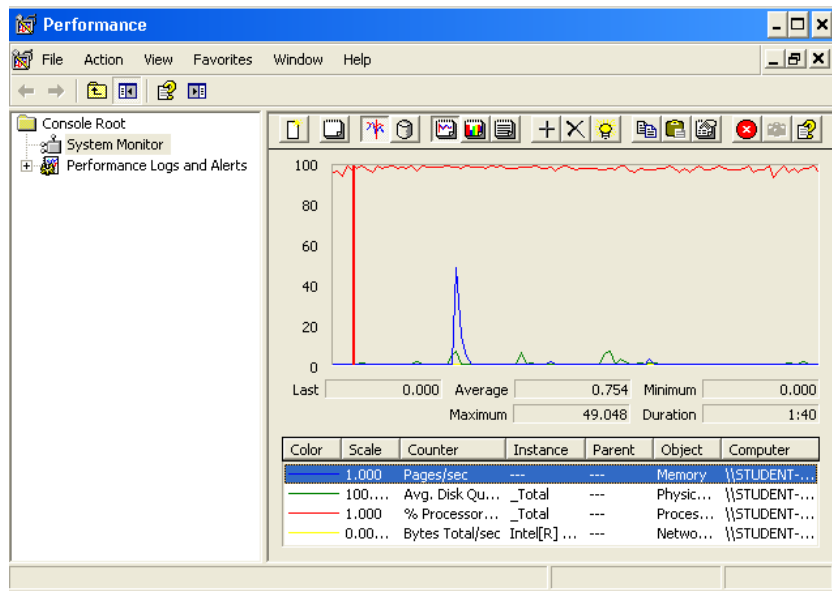 Performance
File Action View Favorites Window Help
Console Root
System Monitor
Performance Logs and Alerts
100
80
60
40
20
0
Last 0.000 Average 0.754 Minimum 0.000
Maximum 49.048 Duration 1:40
Color Scale Counter Instance Parent Object Computer
1.000 Pages/sec --- --- Memory \\STUDENT-...
100.... Avg. Disk Qu... _Total --- Physic... \\STUDENT-...
1.000 % Processor... _Total --- Proces... \\STUDENT-...
0.00... Bytes Total/sec Intel[R] ... --- Netwo... \\STUDENT-...